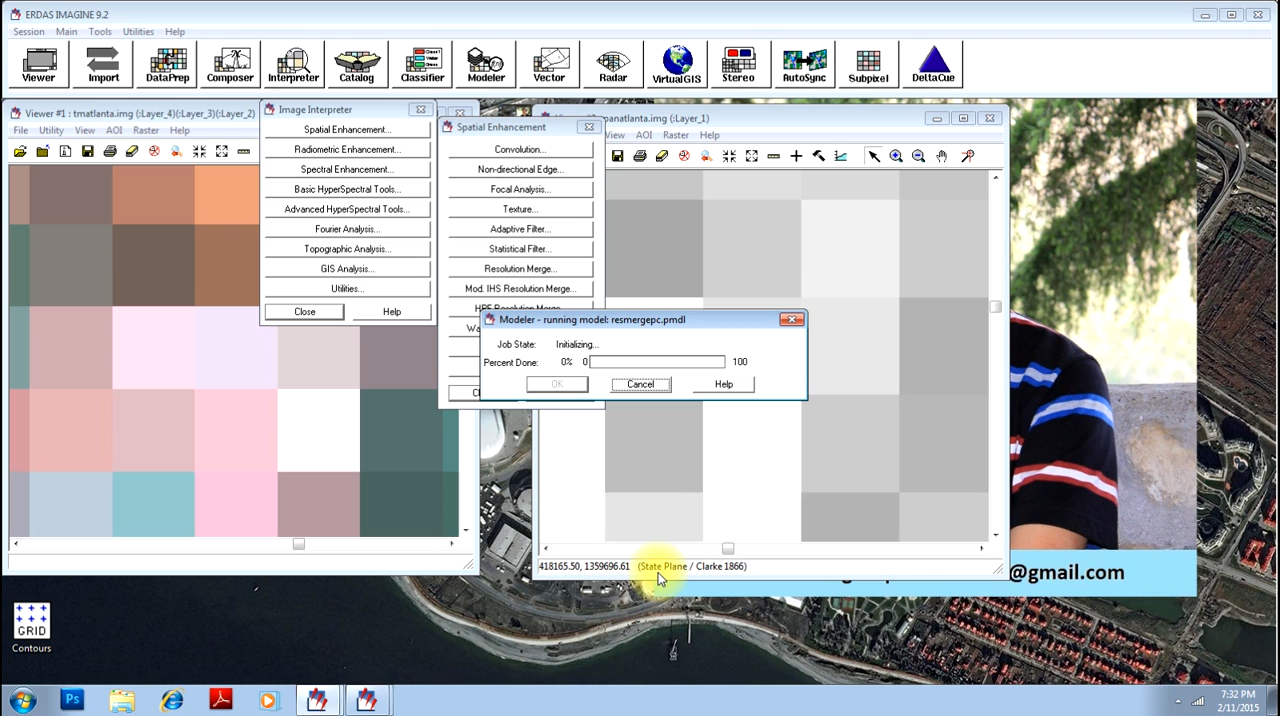 ERDAS IMAGINE 9.2
Session Main Tools Utilities Help
Viewer Import DataPrep Composer Interpreter Catalog Classifier Modeler Vector Radar VirtualGIS Stereo AutoSync Subpixel DeltaCue
Viewer #1 : tmatlanta.img (:Layer_4)(:Layer_3)(:Layer_2)
File Utility View AOI Raster Help
Image Interpreter
Spatial Enhancement...
Radiometric Enhancement...
Spectral Enhancement...
Basic HyperSpectral Tools...
Advanced HyperSpectral Tools...
Fourier Analysis...
Topographic Analysis...
GIS Analysis...
Utilities...
Close Help
Spatial Enhancement
Convolution...
Non-directional Edge...
Focal Analysis...
Texture...
Adaptive Filter...
Statistical Filter...
Resolution Merge...
Mod. IHS Resolution Merge...
panatlanta.img (:Layer_1)
View AOI Raster Help
Modeler - running model: resmergepc.pmdl
Job State: Initializing...
Percent Done: 0% 0 100
OK Cancel Help
418165.50, 1359696.61 (State Plane / Clarke 1866)
@gmail.com
GRID
Contours
Ps
7:32 PM
2/11/2015